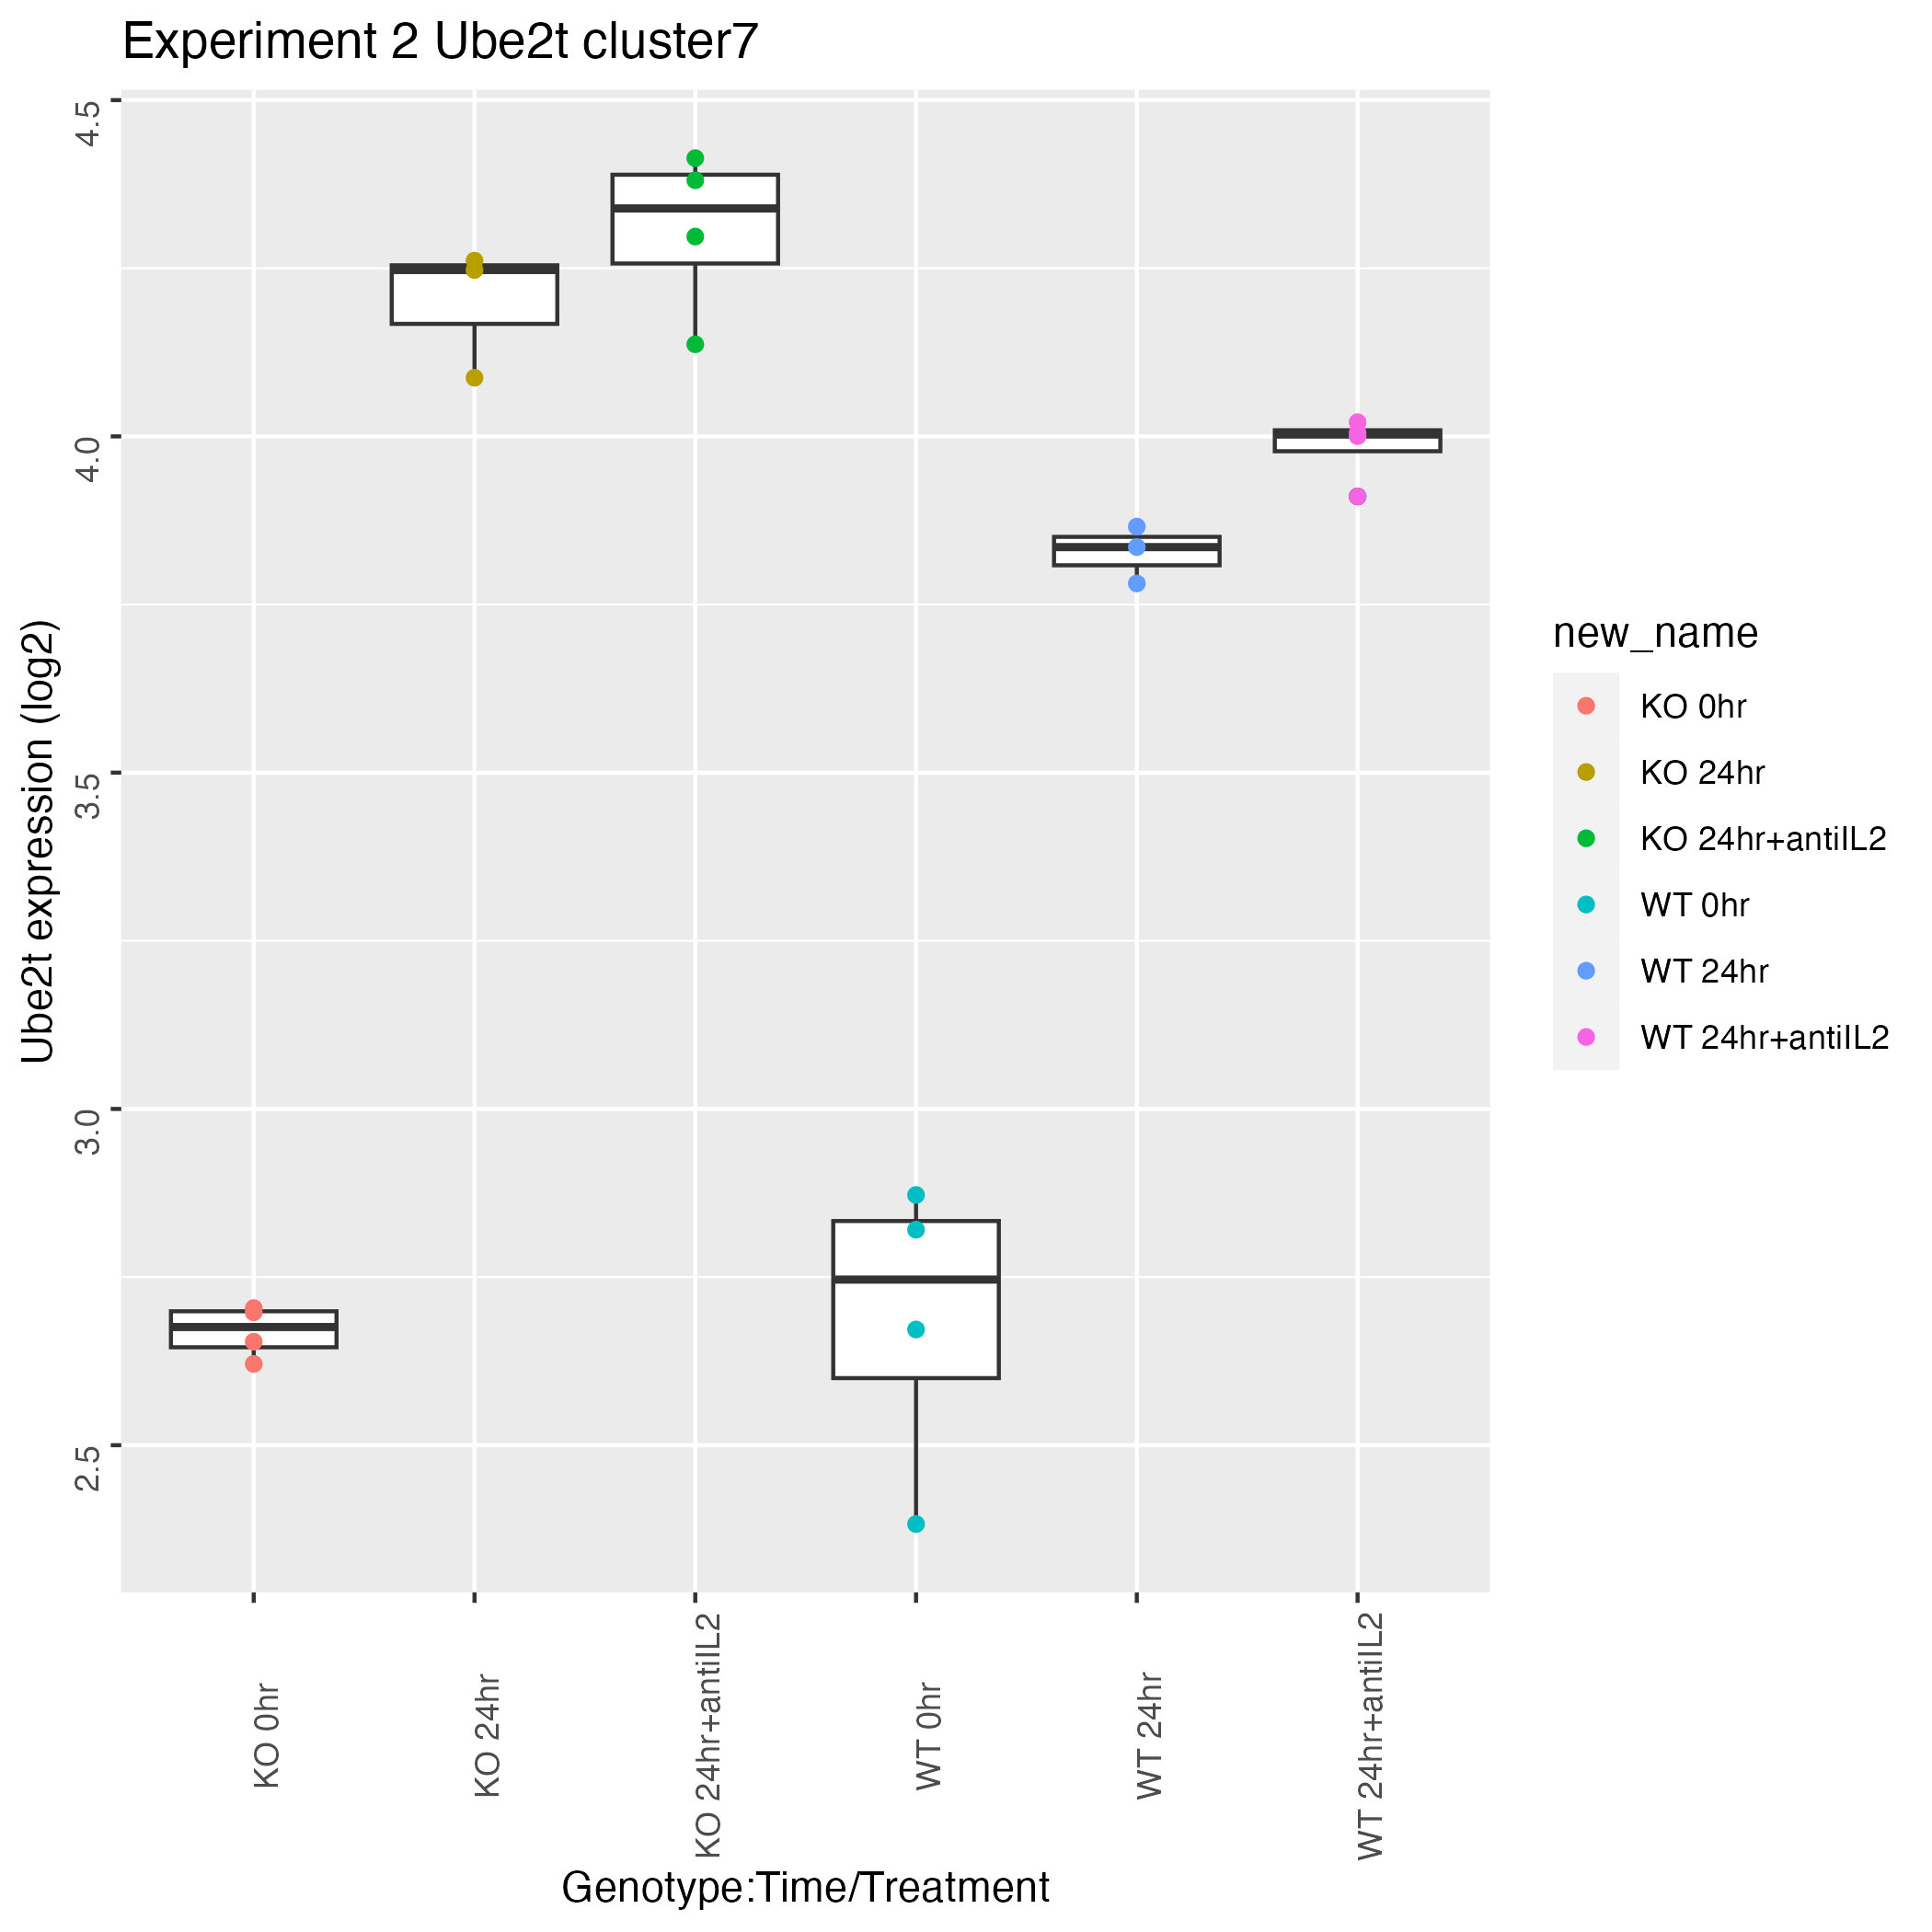 Experiment 2 Ube2t cluster7
Ube2t expression (log2)
4.5
4.0
3.5
3.0
2.5
KO 0hr
KO 24hr
KO 24hr+antiIL2
WT 0hr
WT 24hr
WT 24hr+antiIL2
Genotype:Time/Treatment
new_name
KO 0hr
KO 24hr
KO 24hr+antiIL2
WT 0hr
WT 24hr
WT 24hr+antiIL2